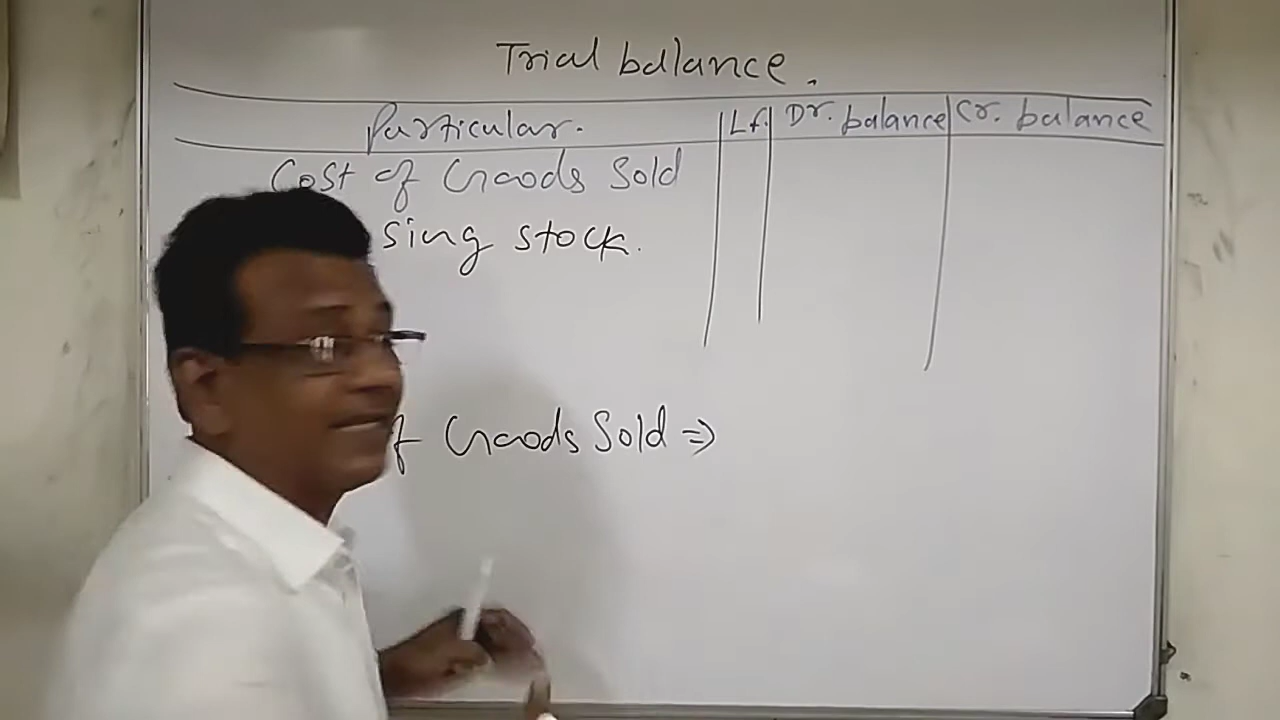 Trial balance.
Particular. Lf. Dr. balance Cr. balance
Cost of Goods Sold
sing stock.
f Goods Sold ⇒